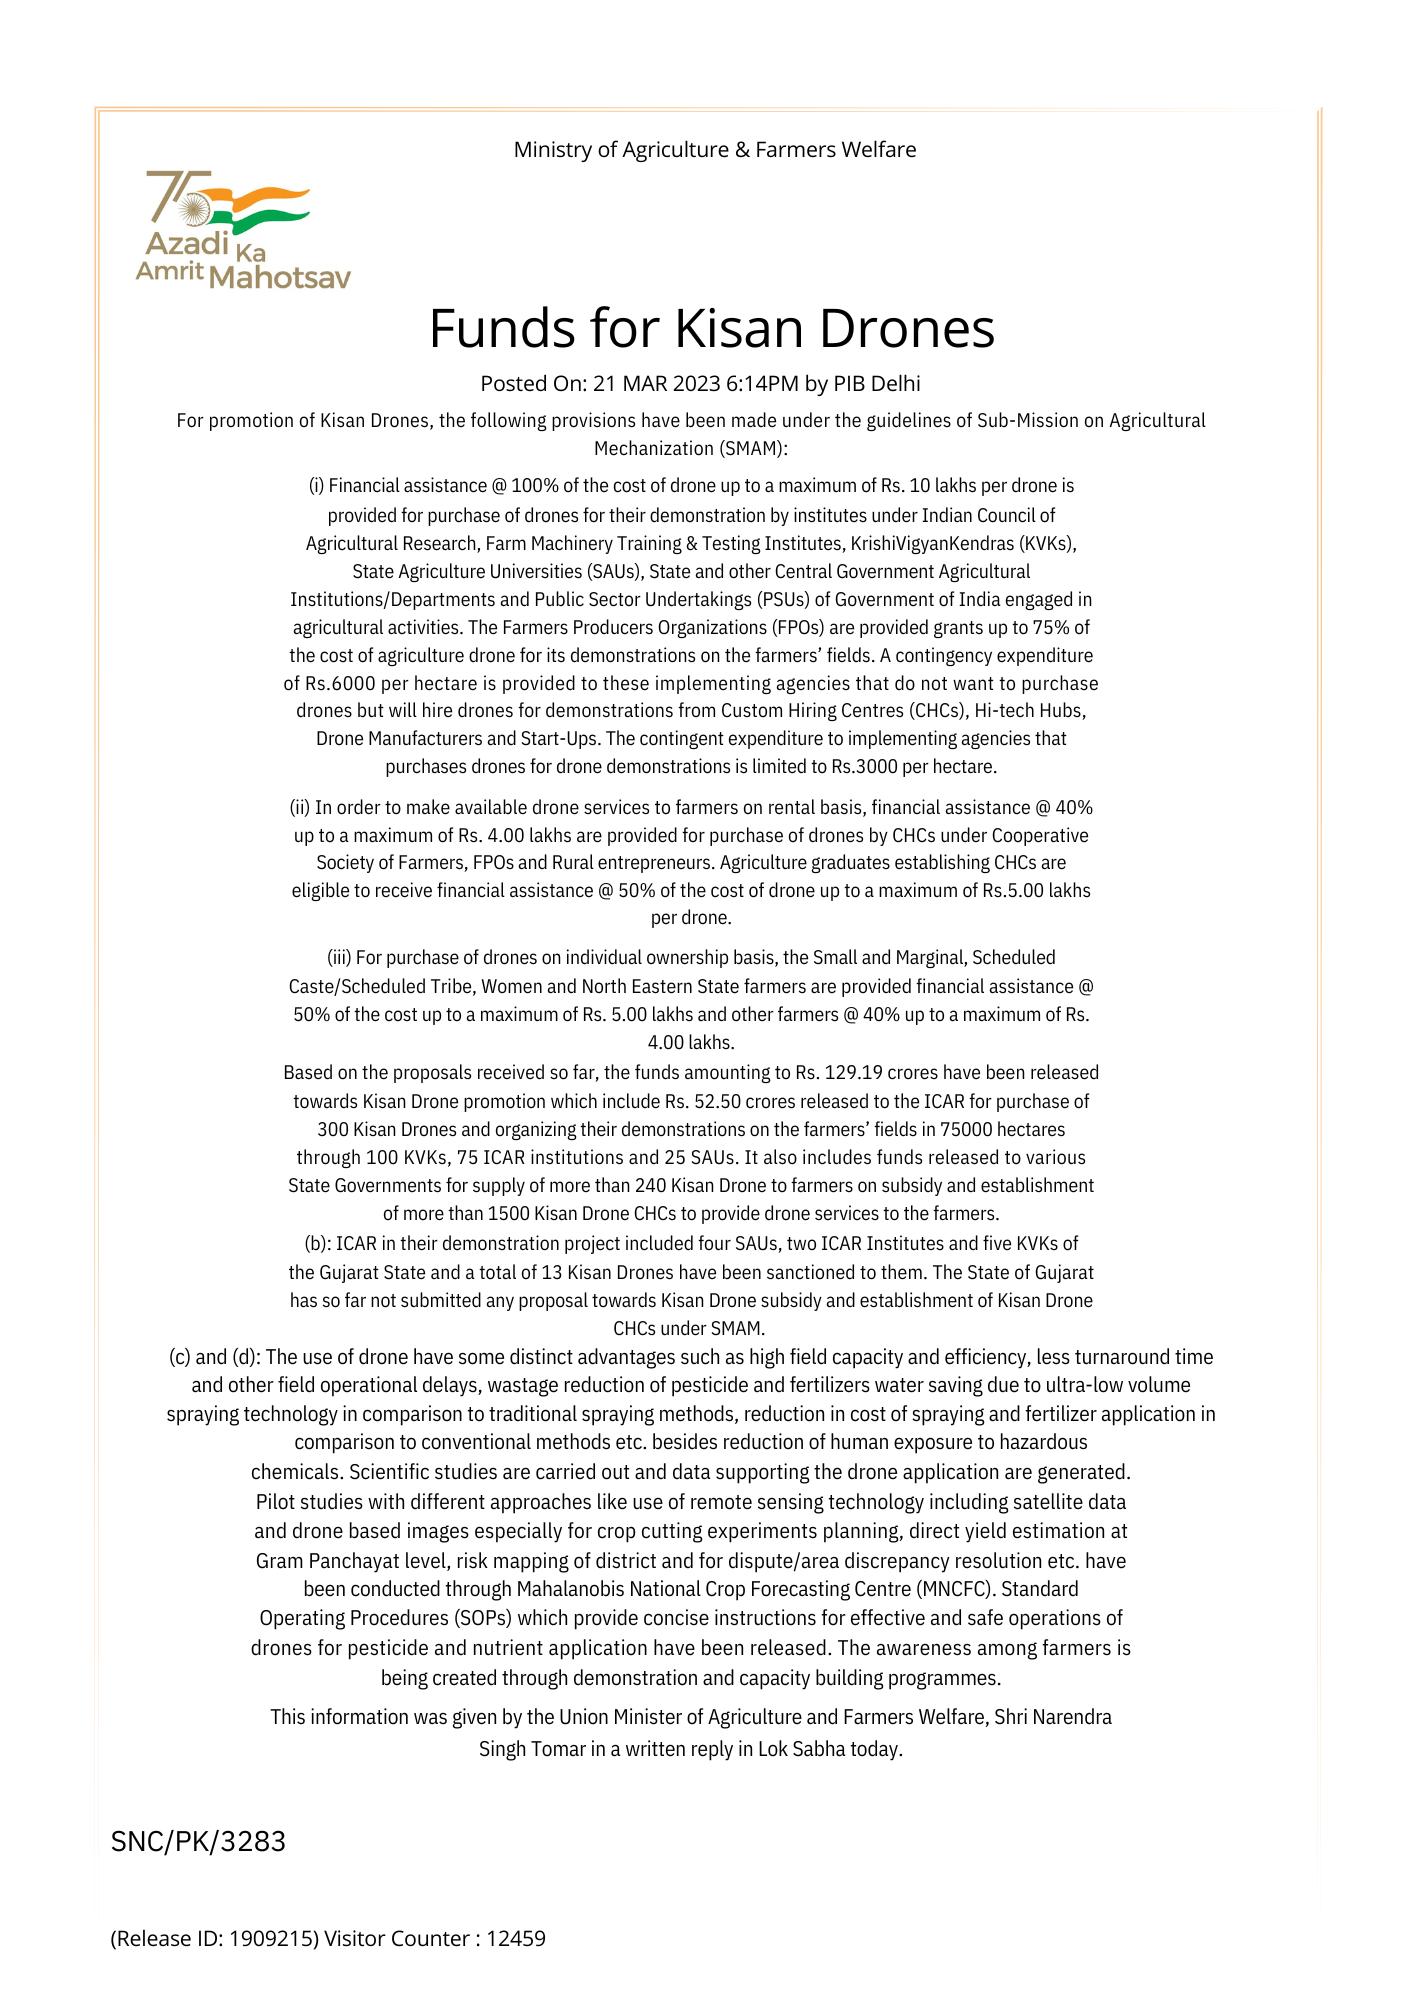 Ministry of Agriculture & Farmers Welfare
75
Azadi Ka
Amrit Mahotsav
Funds for Kisan Drones
Posted On: 21 MAR 2023 6:14PM by PIB Delhi
For promotion of Kisan Drones, the following provisions have been made under the guidelines of Sub-Mission on Agricultural
Mechanization (SMAM):
(i) Financial assistance @ 100% of the cost of drone up to a maximum of Rs. 10 lakhs per drone is
provided for purchase of drones for their demonstration by institutes under Indian Council of
Agricultural Research, Farm Machinery Training & Testing Institutes, KrishiVigyanKendras (KVKs),
State Agriculture Universities (SAUs), State and other Central Government Agricultural
Institutions/Departments and Public Sector Undertakings (PSUs) of Government of India engaged in
agricultural activities. The Farmers Producers Organizations (FPOs) are provided grants up to 75% of
the cost of agriculture drone for its demonstrations on the farmers’ fields. A contingency expenditure
of Rs.6000 per hectare is provided to these implementing agencies that do not want to purchase
drones but will hire drones for demonstrations from Custom Hiring Centres (CHCs), Hi-tech Hubs,
Drone Manufacturers and Start-Ups. The contingent expenditure to implementing agencies that
purchases drones for drone demonstrations is limited to Rs.3000 per hectare.
(ii) In order to make available drone services to farmers on rental basis, financial assistance @ 40%
up to a maximum of Rs. 4.00 lakhs are provided for purchase of drones by CHCs under Cooperative
Society of Farmers, FPOs and Rural entrepreneurs. Agriculture graduates establishing CHCs are
eligible to receive financial assistance @ 50% of the cost of drone up to a maximum of Rs.5.00 lakhs
per drone.
(iii) For purchase of drones on individual ownership basis, the Small and Marginal, Scheduled
Caste/Scheduled Tribe, Women and North Eastern State farmers are provided financial assistance @
50% of the cost up to a maximum of Rs. 5.00 lakhs and other farmers @ 40% up to a maximum of Rs.
4.00 lakhs.
Based on the proposals received so far, the funds amounting to Rs. 129.19 crores have been released
towards Kisan Drone promotion which include Rs. 52.50 crores released to the ICAR for purchase of
300 Kisan Drones and organizing their demonstrations on the farmers’ fields in 75000 hectares
through 100 KVKs, 75 ICAR institutions and 25 SAUs. It also includes funds released to various
State Governments for supply of more than 240 Kisan Drone to farmers on subsidy and establishment
of more than 1500 Kisan Drone CHCs to provide drone services to the farmers.
(b): ICAR in their demonstration project included four SAUs, two ICAR Institutes and five KVKs of
the Gujarat State and a total of 13 Kisan Drones have been sanctioned to them. The State of Gujarat
has so far not submitted any proposal towards Kisan Drone subsidy and establishment of Kisan Drone
CHCs under SMAM.
(c) and (d): The use of drone have some distinct advantages such as high field capacity and efficiency, less turnaround time
and other field operational delays, wastage reduction of pesticide and fertilizers water saving due to ultra-low volume
spraying technology in comparison to traditional spraying methods, reduction in cost of spraying and fertilizer application in
comparison to conventional methods etc. besides reduction of human exposure to hazardous
chemicals. Scientific studies are carried out and data supporting the drone application are generated.
Pilot studies with different approaches like use of remote sensing technology including satellite data
and drone based images especially for crop cutting experiments planning, direct yield estimation at
Gram Panchayat level, risk mapping of district and for dispute/area discrepancy resolution etc. have
been conducted through Mahalanobis National Crop Forecasting Centre (MNCFC). Standard
Operating Procedures (SOPs) which provide concise instructions for effective and safe operations of
drones for pesticide and nutrient application have been released. The awareness among farmers is
being created through demonstration and capacity building programmes.
This information was given by the Union Minister of Agriculture and Farmers Welfare, Shri Narendra
Singh Tomar in a written reply in Lok Sabha today.
SNC/PK/3283
(Release ID: 1909215) Visitor Counter : 12459